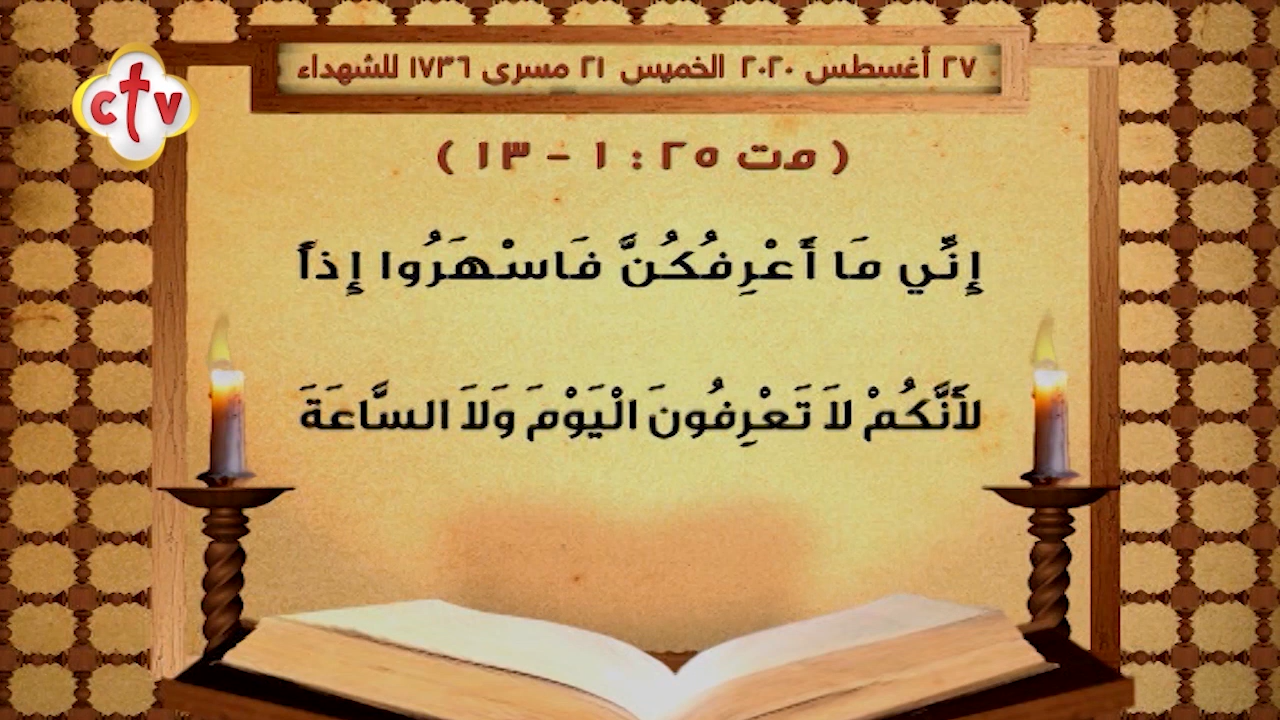 ctv
٢٧ أغسطس ٢٠٢٠ الخميس ٢١ مسرى ١٧٣٦ للشهداء
( مت ٢٥ : ١ - ١٣ )
إِنِّي مَا أَعْرِفُكُنَّ فَاسْهَرُوا إِذاً
لأَنَّكُمْ لاَ تَعْرِفُونَ الْيَوْمَ وَلاَ السَّاعَةَ